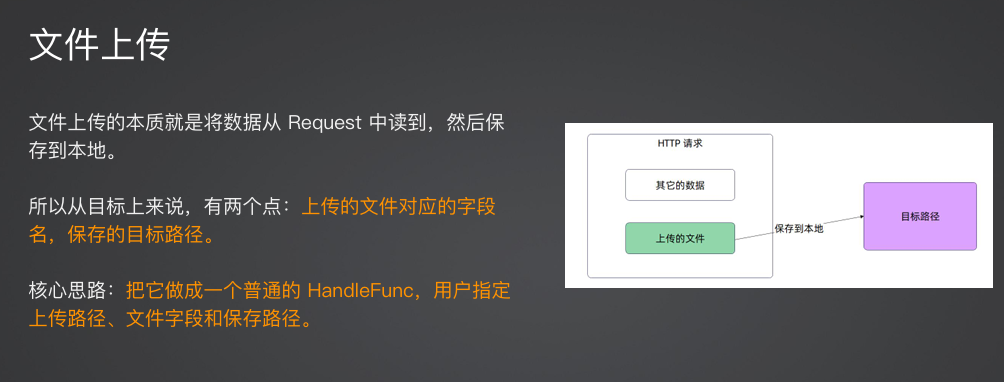 文件上传
文件上传的本质就是将数据从 Request 中读到，然后保
存到本地。
所以从目标上来说，有两个点：上传的文件对应的字段
名，保存的目标路径。
核心思路：把它做成一个普通的 HandleFunc，用户指定
上传路径、文件字段和保存路径。
HTTP 请求
其它的数据
上传的文件
保存到本地
目标路径